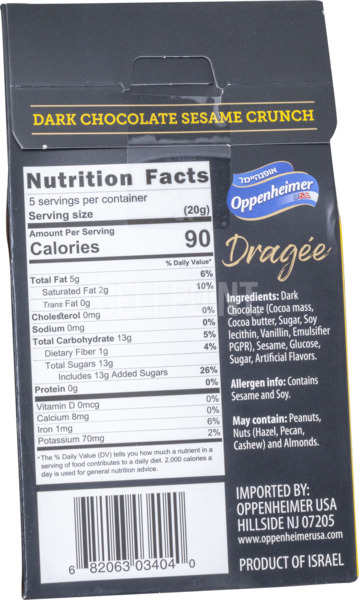 DARK CHOCOLATE SESAME CRUNCH
Nutrition Facts
5 servings per container
Serving size (20g)
Amount Per Serving
Calories 90
% Daily Value*
Total Fat 5g 6%
Saturated Fat 2g 10%
Trans Fat 0g
Cholesterol 0mg 0%
Sodium 0mg 0%
Total Carbohydrate 13g 5%
Dietary Fiber 1g 4%
Total Sugars 13g
Includes 13g Added Sugars 26%
Protein 0g 0%
Vitamin D 0mcg 0%
Calcium 8mg 0%
Iron 1mg 6%
Potassium 70mg 2%
*The % Daily Value (DV) tells you how much a nutrient in a
serving of food contributes to a daily diet. 2,000 calories a
day is used for general nutrition advice.
6 82063 03404 0
אופנהיימר
Oppenheimer
Dragée
Ingredients: Dark
Chocolate (Cocoa mass,
Cocoa butter, Sugar, Soy
lecithin, Vanillin, Emulsifier
PGPR), Sesame, Glucose,
Sugar, Artificial Flavors.
Allergen info: Contains
Sesame and Soy.
May contain: Peanuts,
Nuts (Hazel, Pecan,
Cashew) and Almonds.
IMPORTED BY:
OPPENHEIMER USA
HILLSIDE NJ 07205
www.oppenheimerusa.com
PRODUCT OF ISRAEL